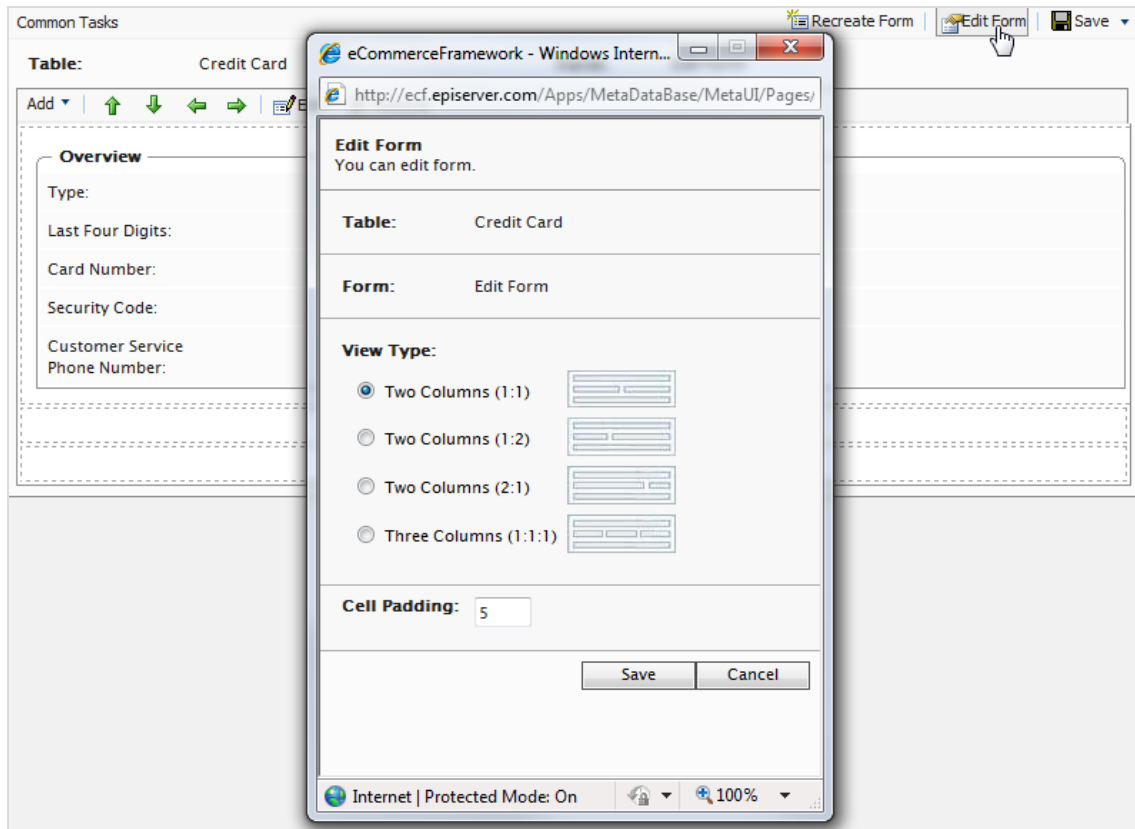 Common Tasks
Recreate Form
Edit Form
Save
Table:
Credit Card
Add
E
Overview
Type:
Last Four Digits:
Card Number:
Security Code:
Customer Service
Phone Number:
eCommerceFramework - Windows Intern...
http://ecf.episerver.com/Apps/MetaDataBase/MetaUI/Pages/
Edit Form
You can edit form.
Table: Credit Card
Form: Edit Form
View Type:
Two Columns (1:1)
Two Columns (1:2)
Two Columns (2:1)
Three Columns (1:1:1)
Cell Padding: 5
Save
Cancel
Internet | Protected Mode: On
100%